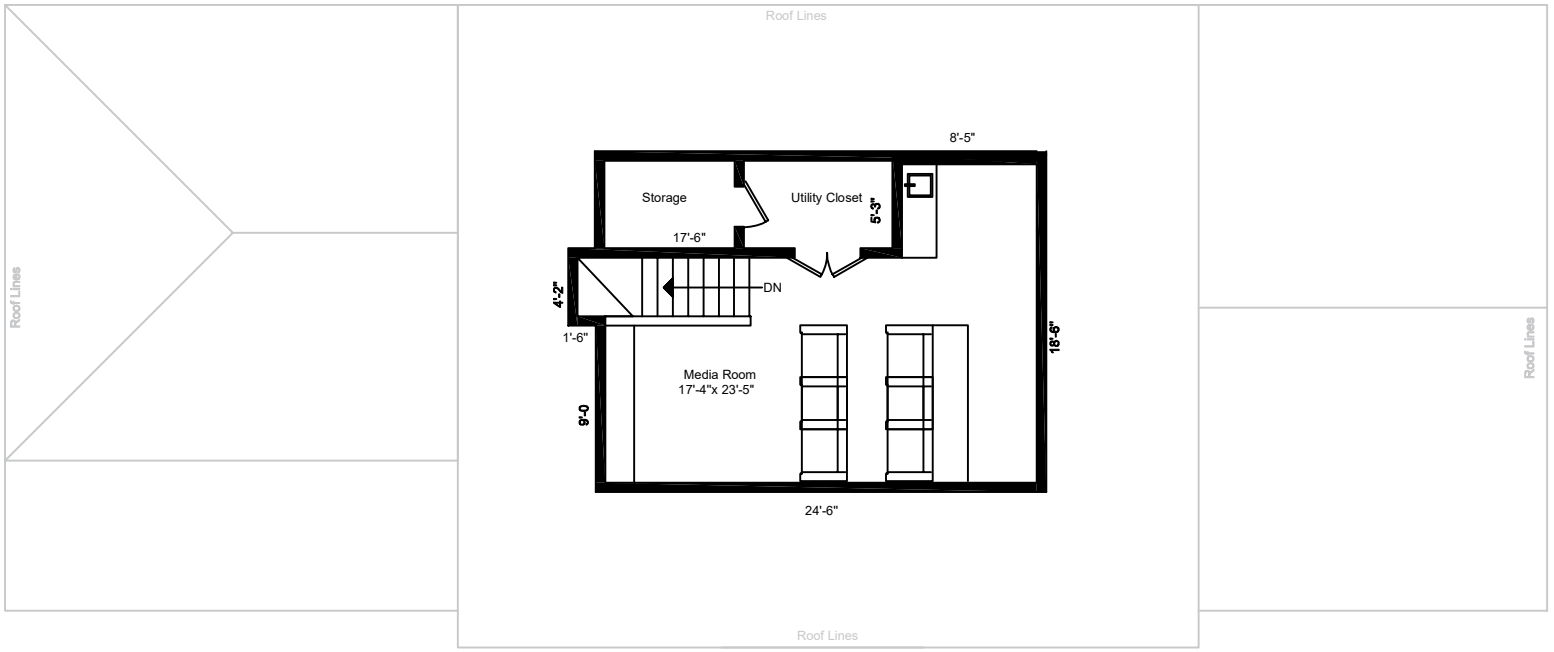 Roof Lines
8'-5"
Storage
Utility Closet
5'-3"
17'-6"
Roof Lines
4'-2"
DN
1'-6"
18'-6"
Roof Lines
Media Room
17'-4"x 23'-5"
9'-0
24'-6"
Roof Lines